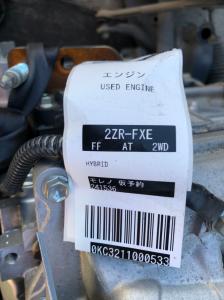 エンジン
USED ENGINE
2ZR-FXE
FF AT 2WD
HYBRID
モレノ 仮予約
241536
0KC3211000533